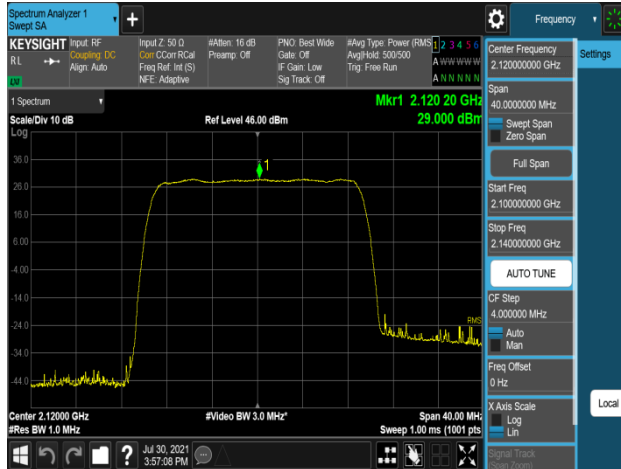 Spectrum Analyzer 1
Swept SA
Frequency
KEYSIGHT
RL
Input: RF
Coupling: DC
Align: Auto
Input Z: 50 Ω
Corr CCorr RCal
Freq Ref: Int (S)
NFE: Adaptive
#Atten: 16 dB
Preamp: Off
PNO: Best Wide
Gate: Off
IF Gain: Low
Sig Track: Off
#Avg Type: Power (RMS
Avg|Hold: 500/500
Trig: Free Run
1 2 3 4 5 6
A W W W W W
A N N N N N
1 Spectrum
Scale/Div 10 dB
Ref Level 46.00 dBm
Mkr1 2.120 20 GHz
29.000 dBm
Log
36.0
26.0
16.0
6.00
-4.00
-14.0
-24.0
-34.0
-44.0
1
RMS
Center 2.12000 GHz
#Res BW 1.0 MHz
#Video BW 3.0 MHz*
Span 40.00 MHz
Sweep 1.00 ms (1001 pts
Center Frequency
2.120000000 GHz
Span
40.0000000 MHz
Swept Span
Zero Span
Full Span
Start Freq
2.100000000 GHz
Stop Freq
2.140000000 GHz
AUTO TUNE
CF Step
4.000000 MHz
Auto
Man
Freq Offset
0 Hz
X Axis Scale
Log
Lin
Signal Track
(Span Zoom)
Settings
Local
Jul 30, 2021
3:57:08 PM